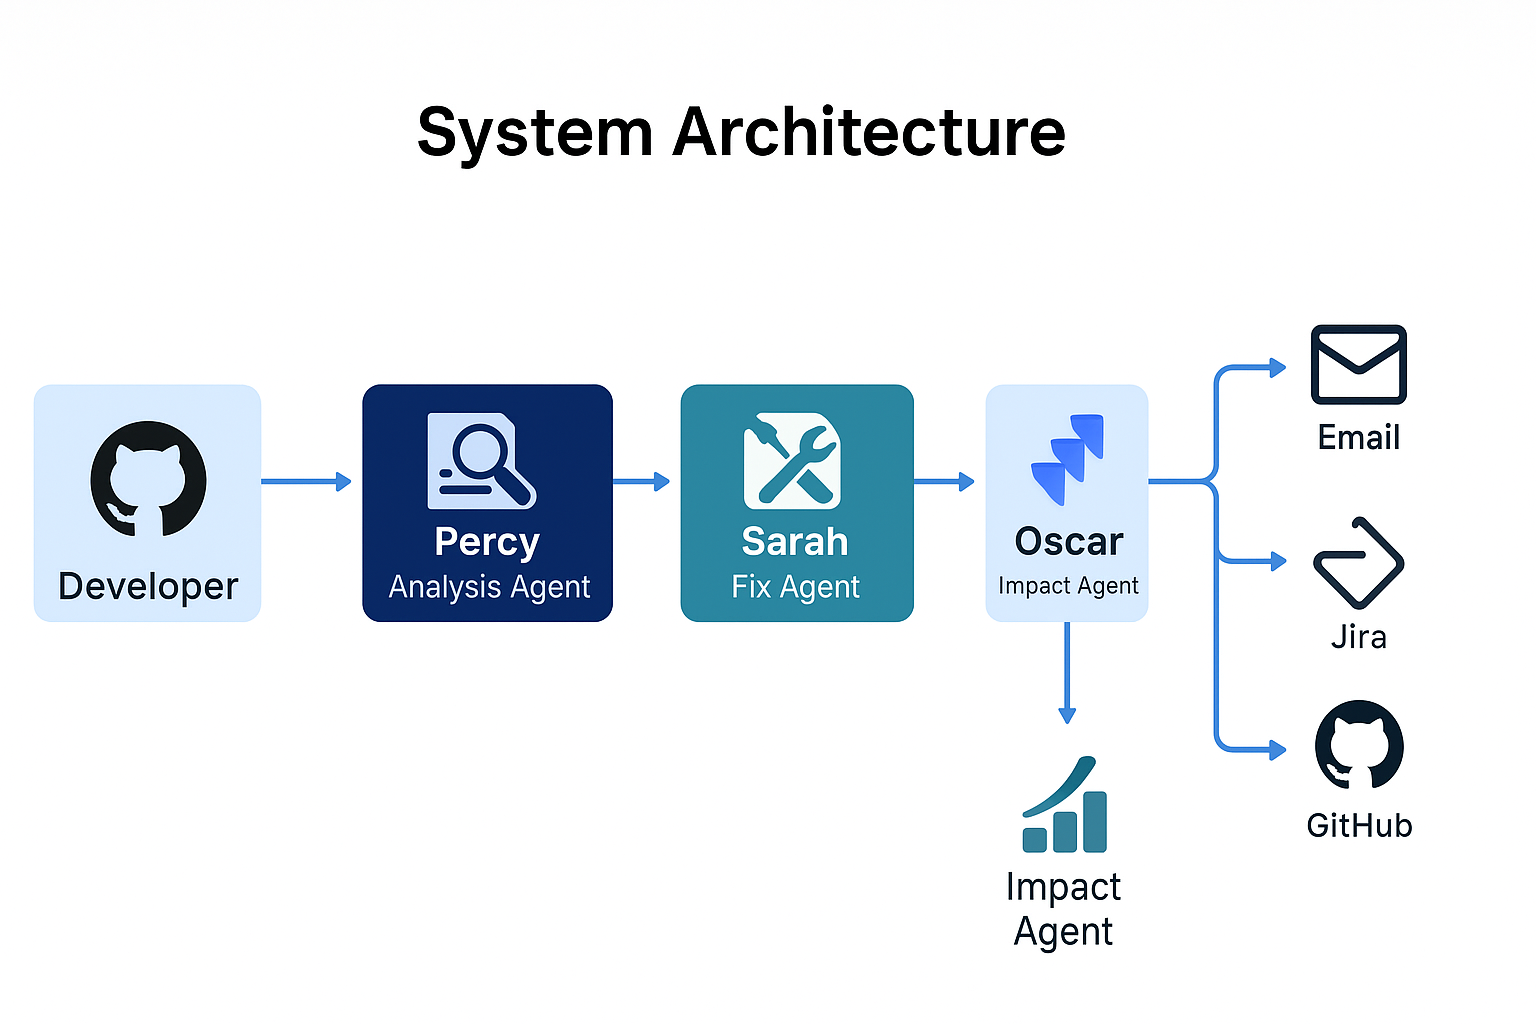 System Architecture
Developer
Percy
Analysis Agent
Sarah
Fix Agent
Oscar
Impact Agent
Email
Jira
GitHub
Impact
Agent